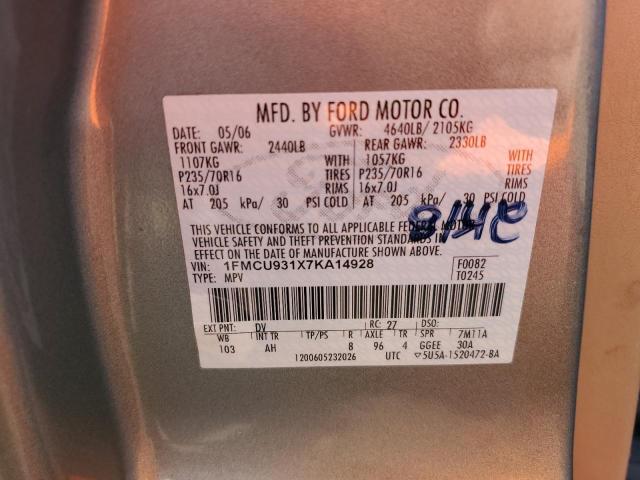 MFD. BY FORD MOTOR CO.
DATE: 05/06 GVWR: 4640LB/ 2105KG
FRONT GAWR: 2440LB REAR GAWR: 2330LB
1107KG 1057KG
P235/70R16 TIRES P235/70R16 TIRES
16x7.0J RIMS 16x7.0J RIMS
AT 205 kPa/ 30 PSI COLD AT 205 kPa/ 30 PSI COLD
THIS VEHICLE CONFORMS TO ALL APPLICABLE FEDERAL MOTOR
VEHICLE SAFETY AND THEFT PREVENTION STANDARDS IN
EFFECT ON THE DATE OF MANUFACTURE SHOWN ABOVE.
VIN: 1FMCU931X7KA14928 F0082
TYPE: MPV T0245
EXT PNT: DV RC: 27 DSO:
WB INT TR TP/PS R AXLE TR SPR 7M11A
103 AH 8 96 4 GGEE 30A
1200605232026 UTC ▽5U5A-1520472-BA